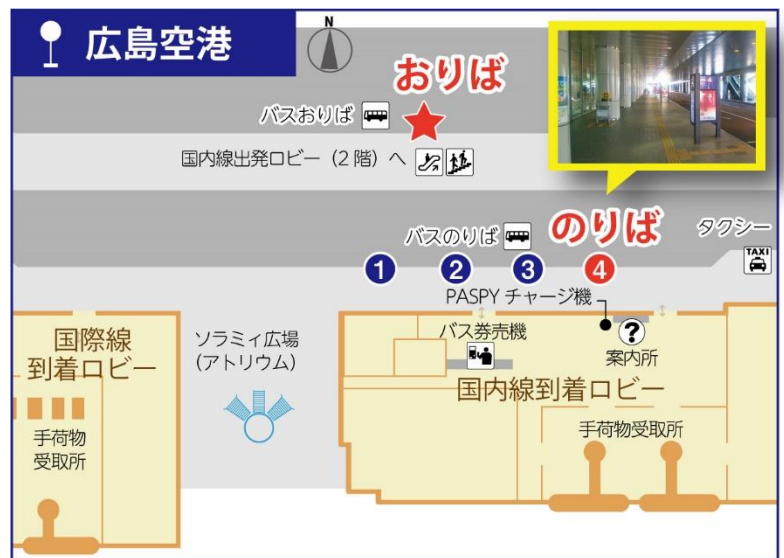 広島空港
N
おりば
バスおりば
国内線出発ロビー（2 階）へ
バスのりば
のりば
タクシー
TAXI
1 2 3 4
PASPY チャージ機
国際線
到着ロビー
ソラミィ広場
(アトリウム)
バス券売機
?
案内所
国内線到着ロビー
手荷物
受取所
手荷物受取所